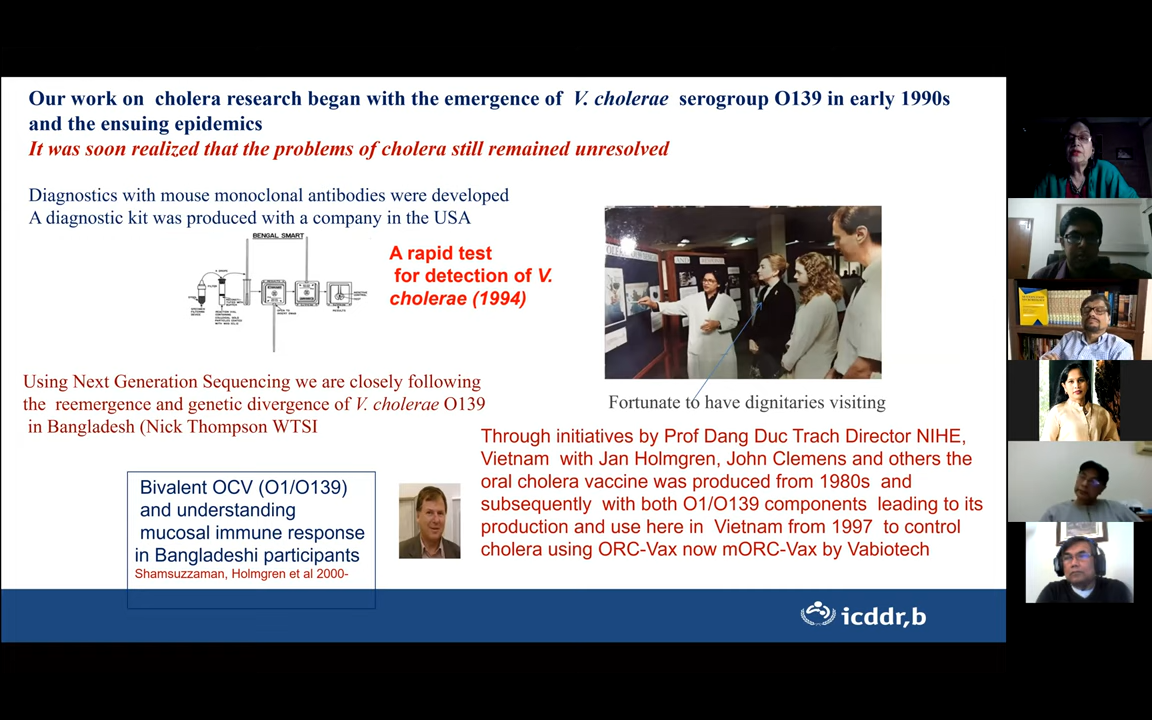 Our work on cholera research began with the emergence of V. cholerae serogroup O139 in early 1990s
and the ensuing epidemics
It was soon realized that the problems of cholera still remained unresolved
Diagnostics with mouse monoclonal antibodies were developed
A diagnostic kit was produced with a company in the USA
BENGAL SMART
A rapid test
for detection of V.
cholerae (1994)
Using Next Generation Sequencing we are closely following
the reemergence and genetic divergence of V. cholerae O139
in Bangladesh (Nick Thompson WTSI
Fortunate to have dignitaries visiting
Through initiatives by Prof Dang Duc Trach Director NIHE,
Vietnam with Jan Holmgren, John Clemens and others the
oral cholera vaccine was produced from 1980s and
subsequently with both O1/O139 components leading to its
production and use here in Vietnam from 1997 to control
cholera using ORC-Vax now mORC-Vax by Vabiotech
Bivalent OCV (O1/O139)
and understanding
mucosal immune response
in Bangladeshi participants
Shamsuzzaman, Holmgren et al 2000-
icddr,b